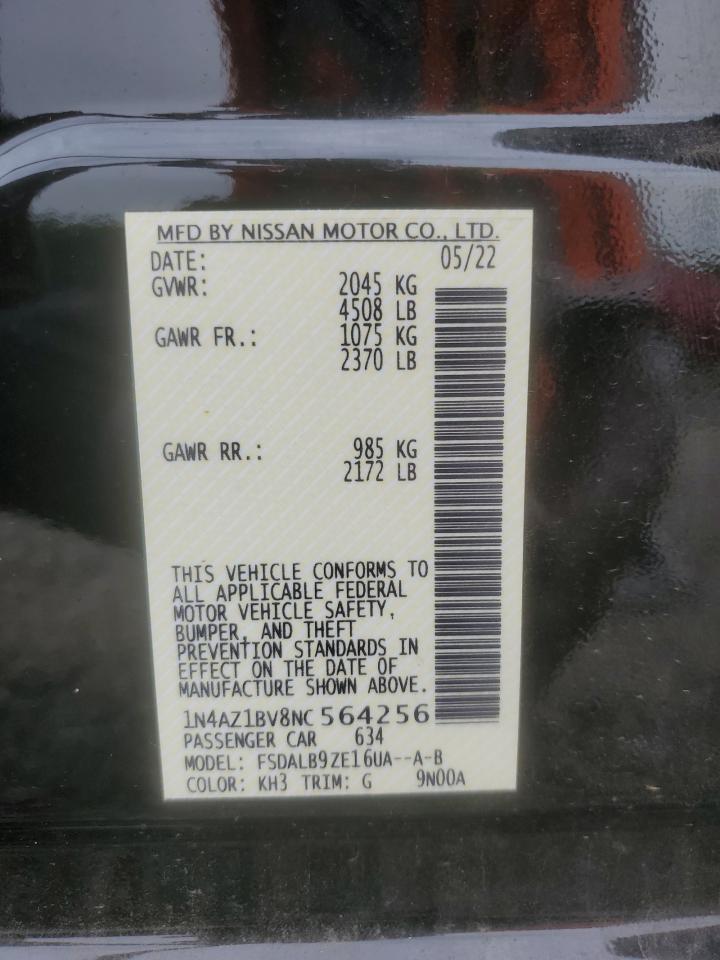 MFD BY NISSAN MOTOR CO., LTD.
DATE: 05/22
GVWR: 2045 KG
4508 LB
GAWR FR.: 1075 KG
2370 LB
GAWR RR.: 985 KG
2172 LB
THIS VEHICLE CONFORMS TO
ALL APPLICABLE FEDERAL
MOTOR VEHICLE SAFETY,
BUMPER, AND THEFT
PREVENTION STANDARDS IN
EFFECT ON THE DATE OF
MANUFACTURE SHOWN ABOVE.
1N4AZ1BV8NC 564256
PASSENGER CAR 634
MODEL: FSDALB9ZE16UA--A-B
COLOR: KH3 TRIM: G 9N00A